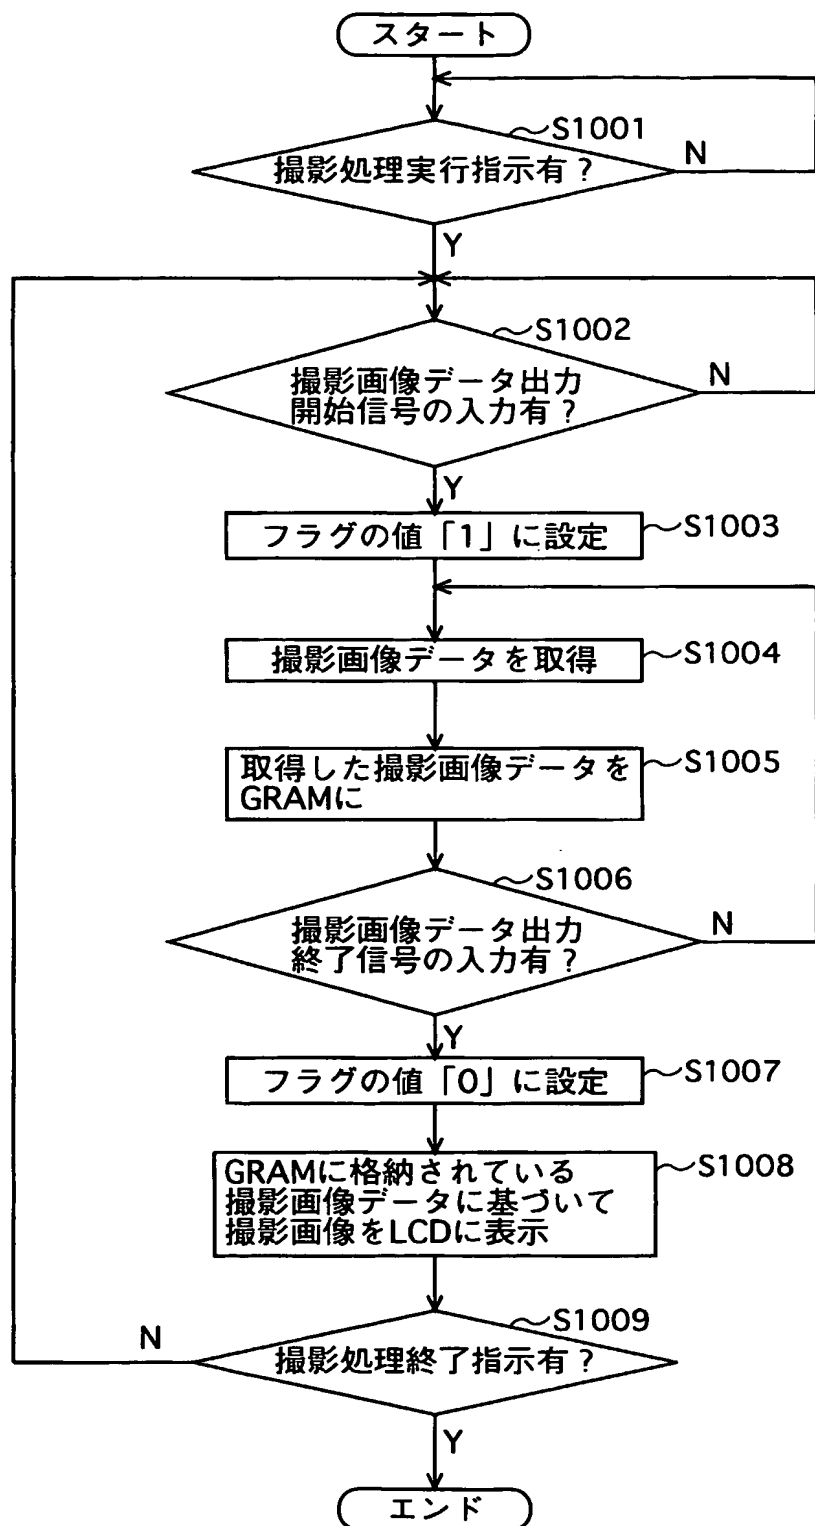 スタート
S1001
撮影処理実行指示有？
N
Y
S1002
撮影画像データ出力
開始信号の入力有？
N
Y
フラグの値「1」に設定
S1003
撮影画像データを取得
S1004
取得した撮影画像データを
GRAMに
S1005
S1006
撮影画像データ出力
終了信号の入力有？
N
Y
フラグの値「0」に設定
S1007
GRAMに格納されている
撮影画像データに基づいて
撮影画像をLCDに表示
S1008
S1009
N
撮影処理終了指示有？
Y
エンド